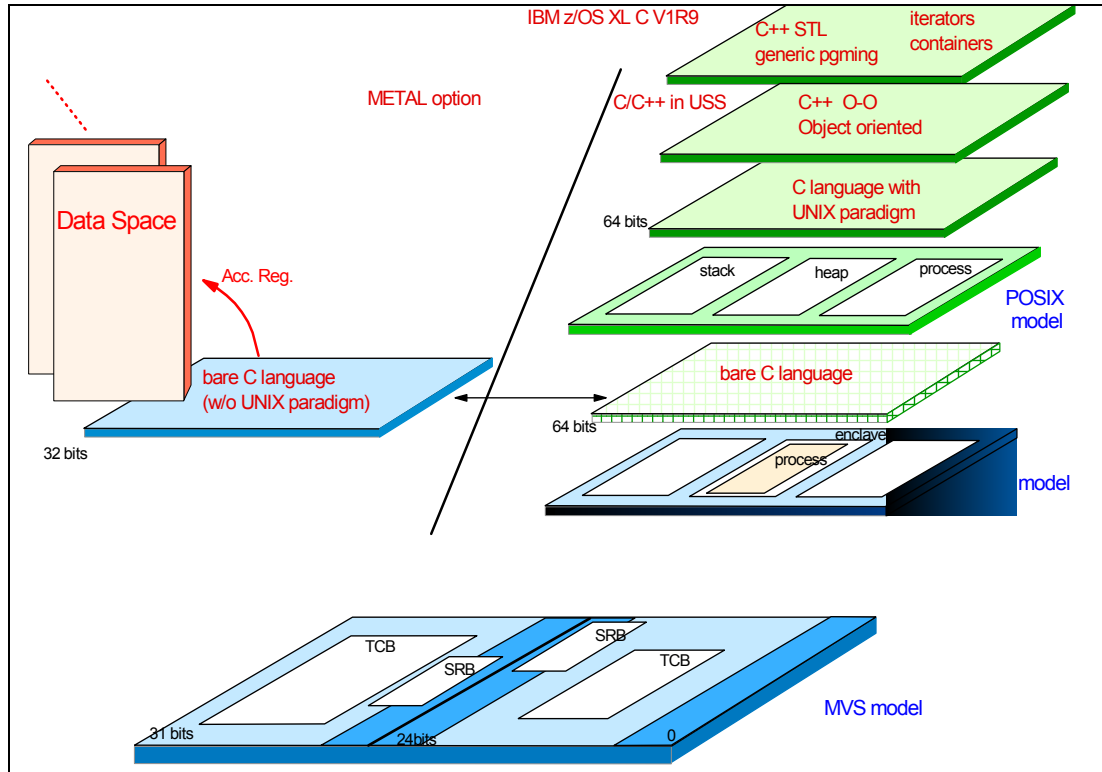 IBM z/OS XL C V1R9
C++ STL
generic pgming
iterators
containers
METAL option
C/C++ in USS
C++ O-O
Object oriented
Data Space
C language with
UNIX paradigm
64 bits
Acc. Reg.
stack
heap
process
POSIX
model
bare C language
(w/o UNIX paradigm)
32 bits
bare C language
64 bits
enclave
process
model
TCB
SRB
SRB
TCB
31 bits
24bits
0
MVS model